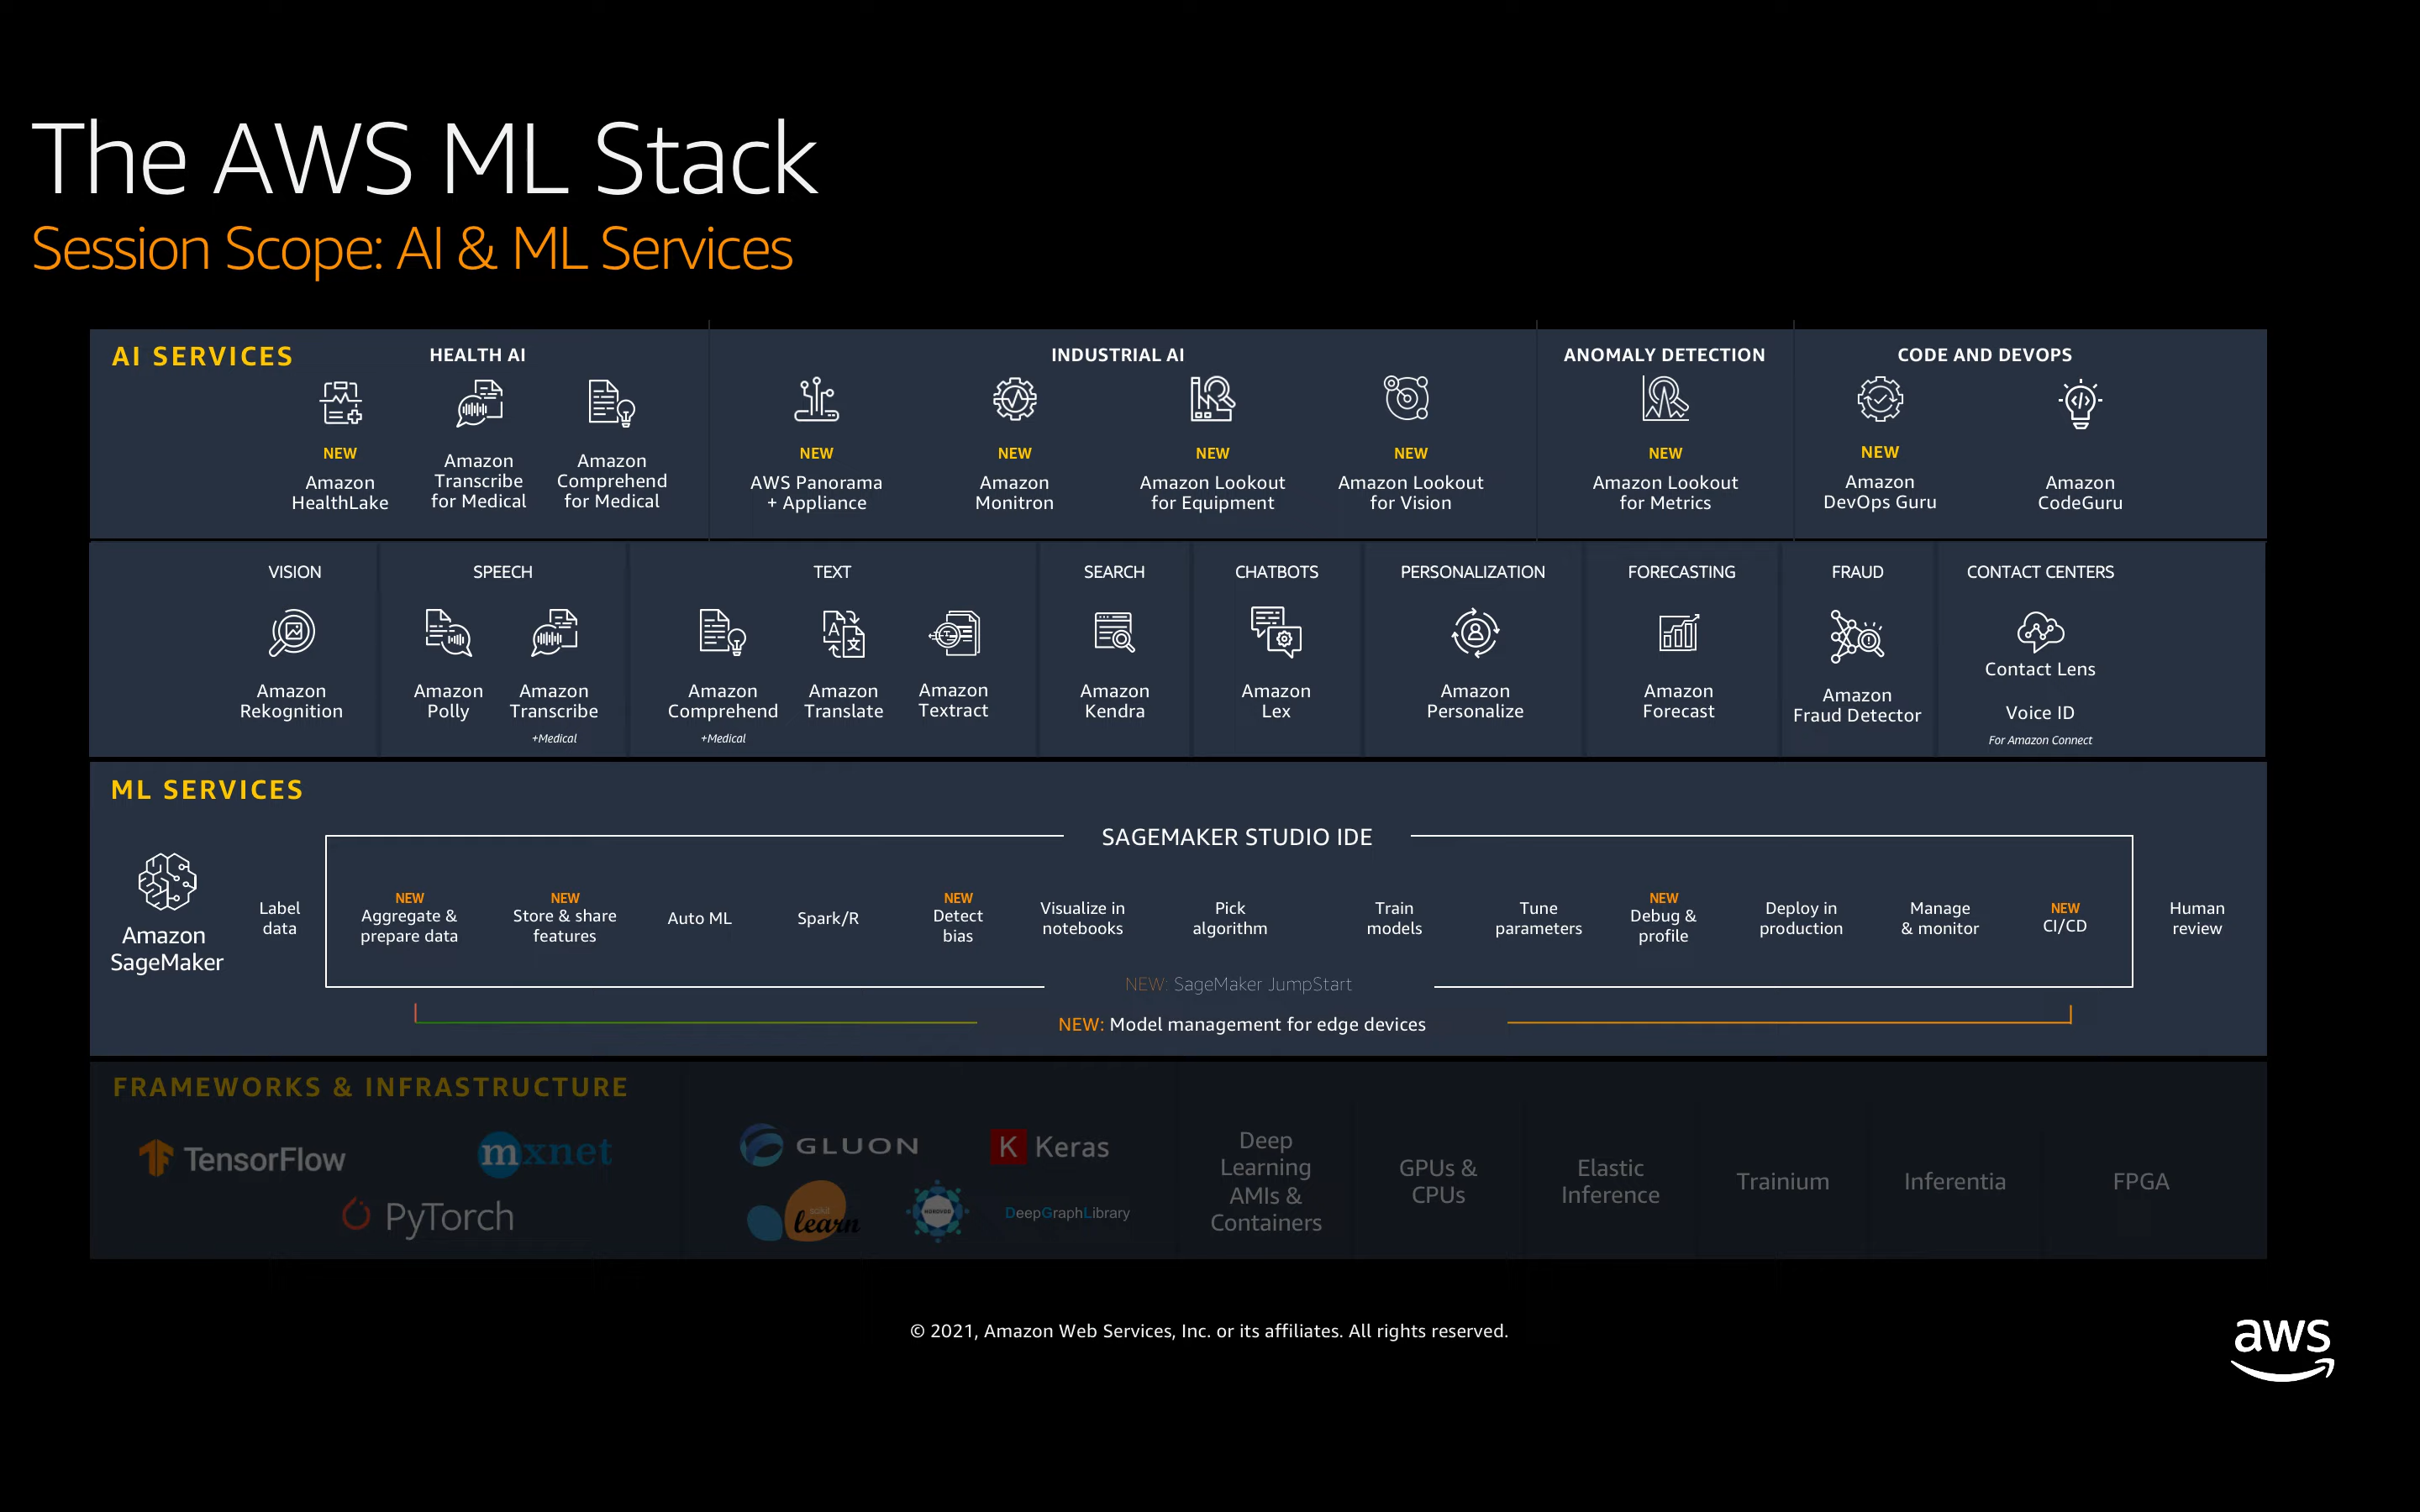 The AWS ML Stack
Session Scope: AI & ML Services
AI SERVICES
HEALTH AI
NEW
Amazon
HealthLake
Amazon
Transcribe
for Medical
Amazon
Comprehend
for Medical
INDUSTRIAL AI
NEW
AWS Panorama
+ Appliance
NEW
Amazon
Monitron
NEW
Amazon Lookout
for Equipment
NEW
Amazon Lookout
for Vision
ANOMALY DETECTION
NEW
Amazon Lookout
for Metrics
CODE AND DEVOPS
NEW
Amazon
DevOps Guru
Amazon
CodeGuru
VISION
Amazon
Rekognition
SPEECH
Amazon
Polly
Amazon
Transcribe
+Medical
TEXT
Amazon
Comprehend
+Medical
Amazon
Translate
Amazon
Textract
SEARCH
Amazon
Kendra
CHATBOTS
Amazon
Lex
PERSONALIZATION
Amazon
Personalize
FORECASTING
Amazon
Forecast
FRAUD
Amazon
Fraud Detector
CONTACT CENTERS
Contact Lens
Voice ID
For Amazon Connect
ML SERVICES
Amazon
SageMaker
Label
data
SAGEMAKER STUDIO IDE
NEW
Aggregate &
prepare data
NEW
Store & share
features
Auto ML
Spark/R
NEW
Detect
bias
Visualize in
notebooks
Pick
algorithm
Train
models
Tune
parameters
NEW
Debug &
profile
Deploy in
production
Manage
& monitor
NEW
CI/CD
Human
review
NEW: SageMaker JumpStart
NEW: Model management for edge devices
FRAMEWORKS & INFRASTRUCTURE
TensorFlow
mxnet
PyTorch
GLUON
K Keras
scikit
learn
HOROVOD
DeepGraphLibrary
Deep
Learning
AMIs &
Containers
GPUs &
CPUs
Elastic
Inference
Trainium
Inferentia
FPGA
© 2021, Amazon Web Services, Inc. or its affiliates. All rights reserved.
aws